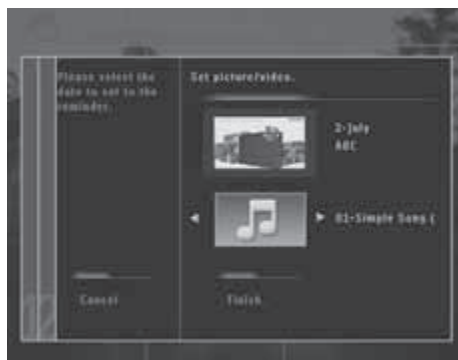 Please select the
date to set to the
reminder.
Set picture/video.
2-July
ABC
01-Simple Song (
Cancel
Finish